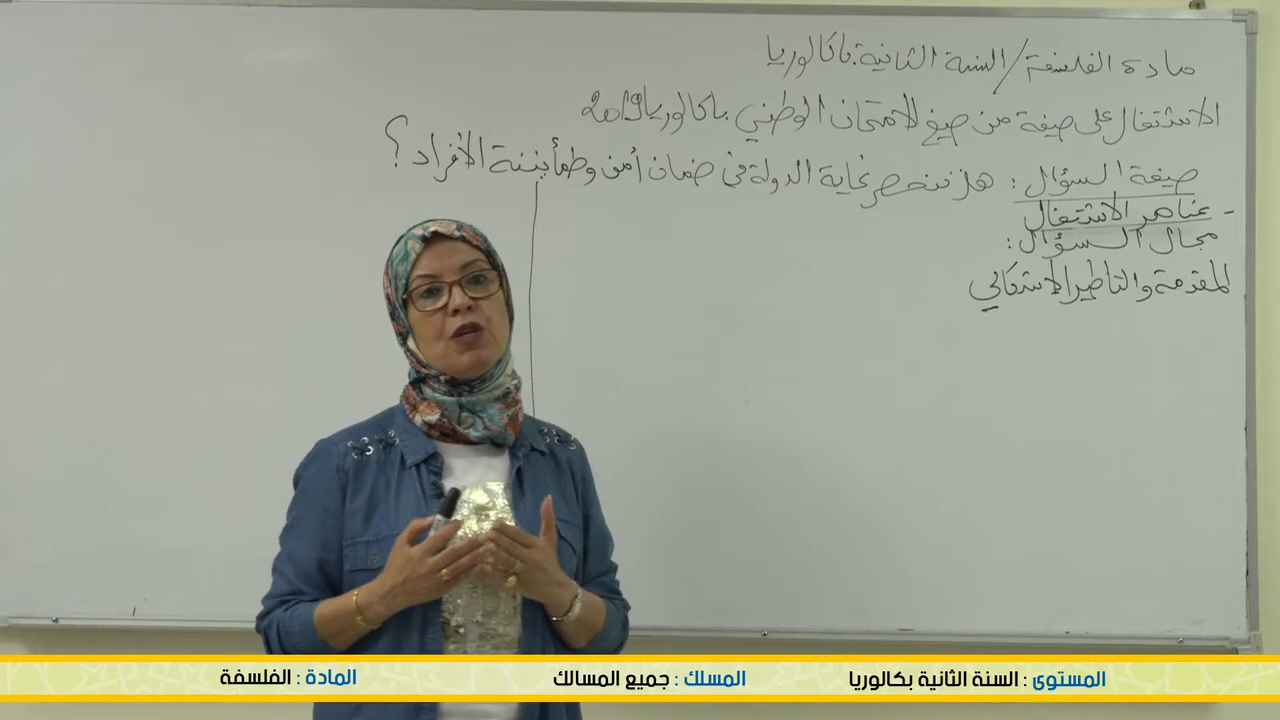 مادة الفلسفة / السنة الثانية باكالوريا
الاشتغال على صيغة من صيغ الامتحان الوطني باكالوريا 2019
صيغة السؤال : هل تنحصر غاية الدولة في ضمان أمن وطمأنينة الأفراد ؟
- عناصر الاشتغال
مجال السؤال :
المقدمة والتأطير الاشكالي
المستوى : السنة الثانية بكالوريا
المسلك : جميع المسالك
المادة : الفلسفة